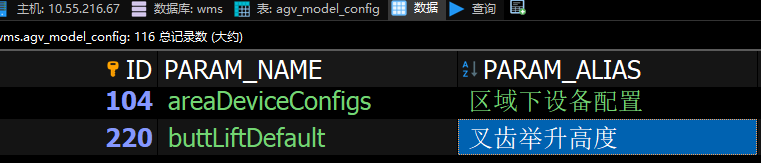 主机: 10.55.216.67 数据库: wms 表: agv_model_config 数据 查询
wms.agv_model_config: 116 总记录数 (大约)
ID PARAM_NAME PARAM_ALIAS
104 areaDeviceConfigs 区域下设备配置
220 buttLiftDefault 叉齿举升高度